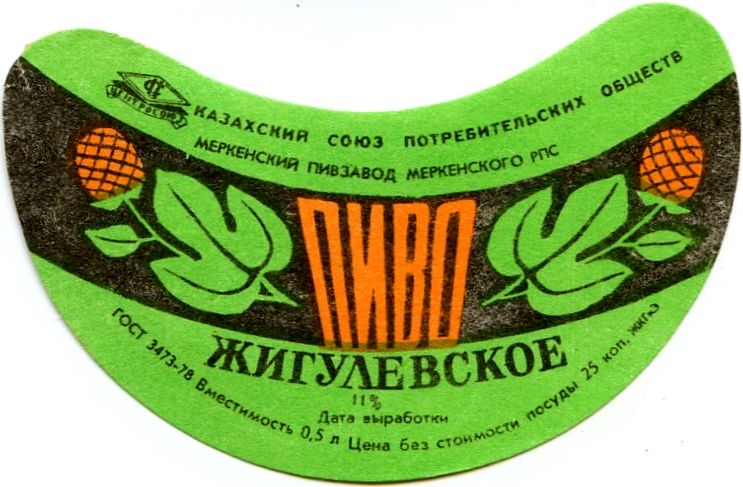 ЦЕНТРОСОЮЗ
КАЗАХСКИЙ СОЮЗ ПОТРЕБИТЕЛЬСКИХ ОБЩЕСТВ
МЕРКЕНСКИЙ ПИВЗАВОД МЕРКЕНСКОГО РПС
ПИВО
ЖИГУЛЕВСКОЕ
11%
Дата выработки
ГОСТ 3473-78 Вместимость 0,5 л Цена без стоимости посуды 25 коп.